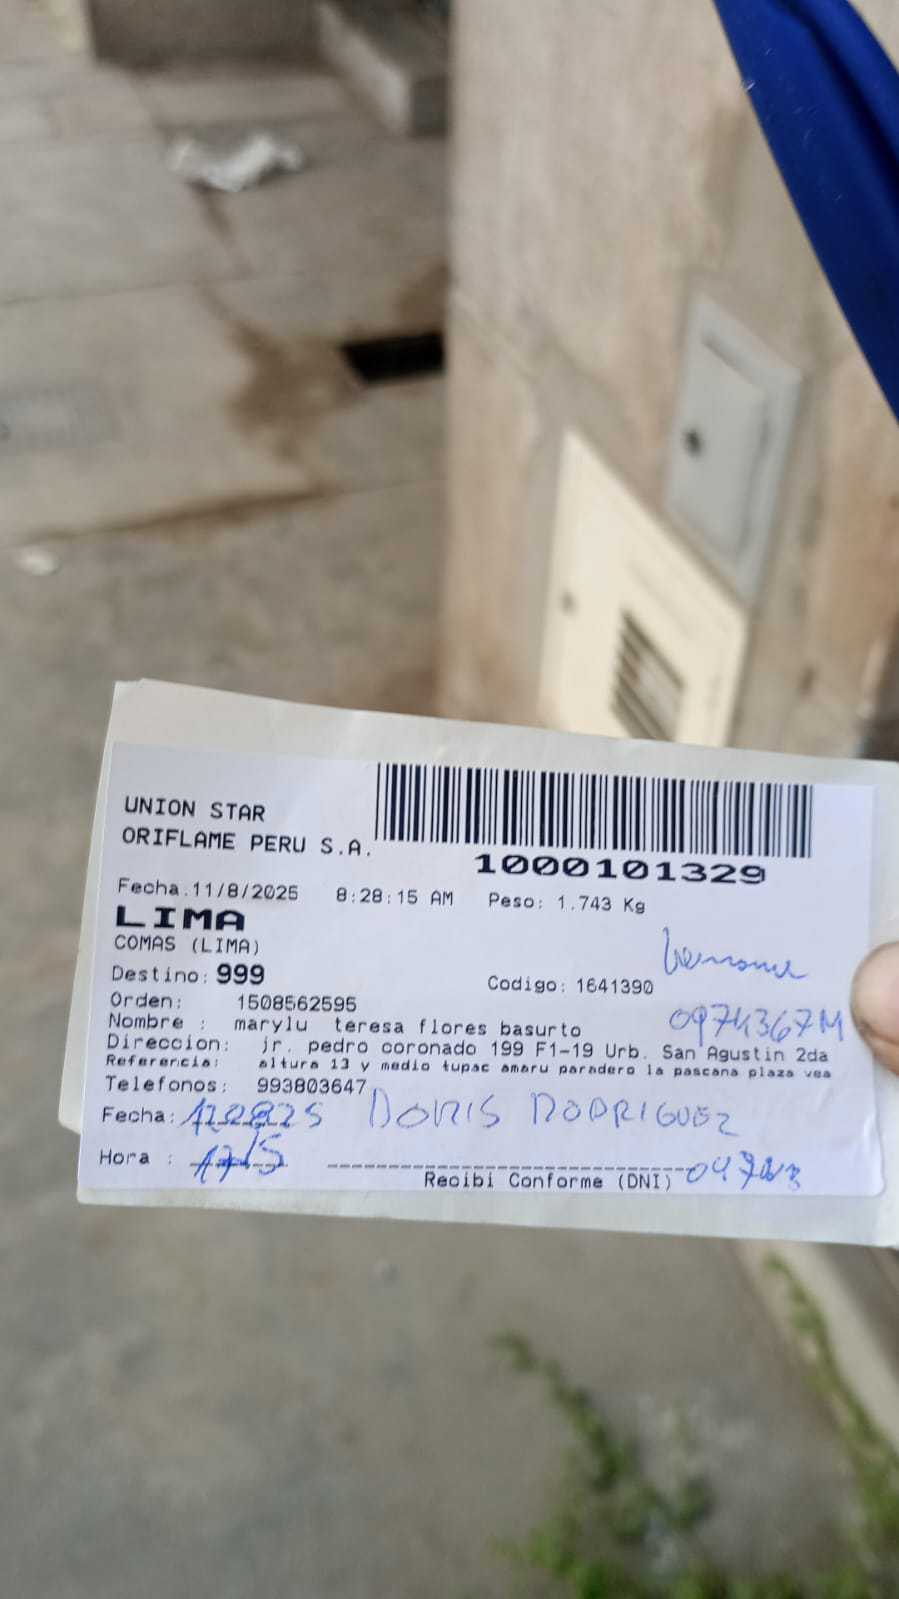 UNION STAR
ORIFLAME PERU S.A.
1000101329
Fecha:11/8/2025 8:28:15 AM Peso: 1.743 Kg
LIMA
COMAS (LIMA)
Destino: 999 Codigo: 1641390
Orden: 1508562595
Nombre : marylu teresa flores basurto
Direccion: jr. pedro coronado 199 F1-19 Urb. San Agustin 2da
Referencia: altura 13 y medio tupac amaru paradero la pascana plaza vea
Telefonos: 993803647
Fecha: DORIS RODRIGUEZ
Hora :
Recibi Conforme (DNI)